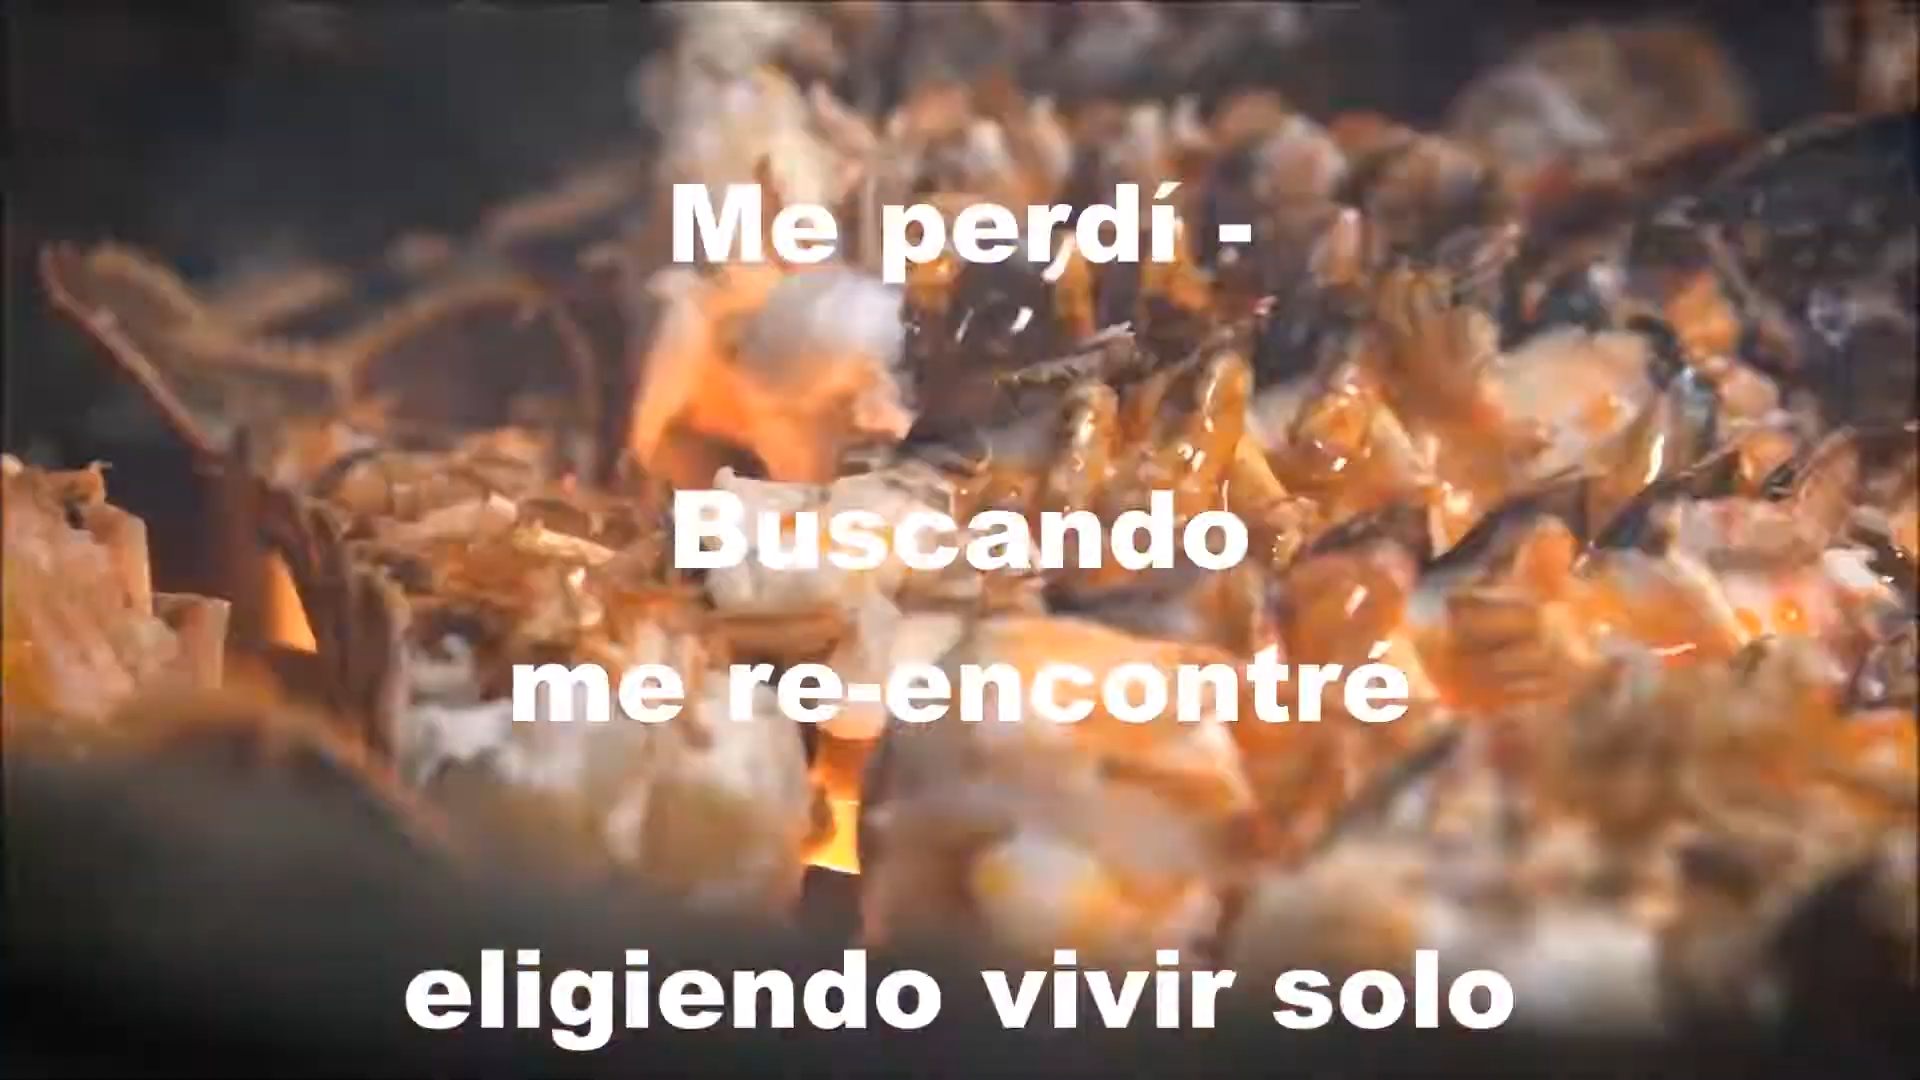 Me perdí -
Buscando
me re-encontré
eligiendo vivir solo